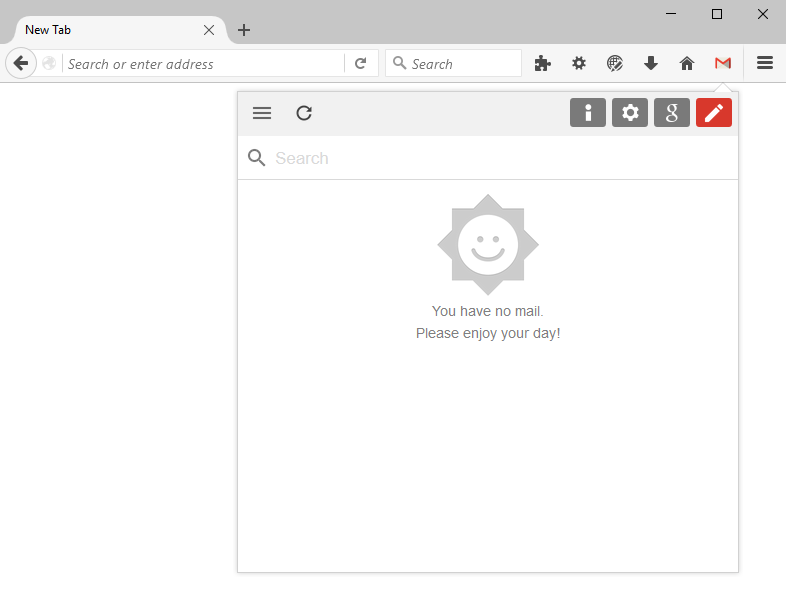 New Tab
Search or enter address
Search
g
Search
You have no mail.
Please enjoy your day!